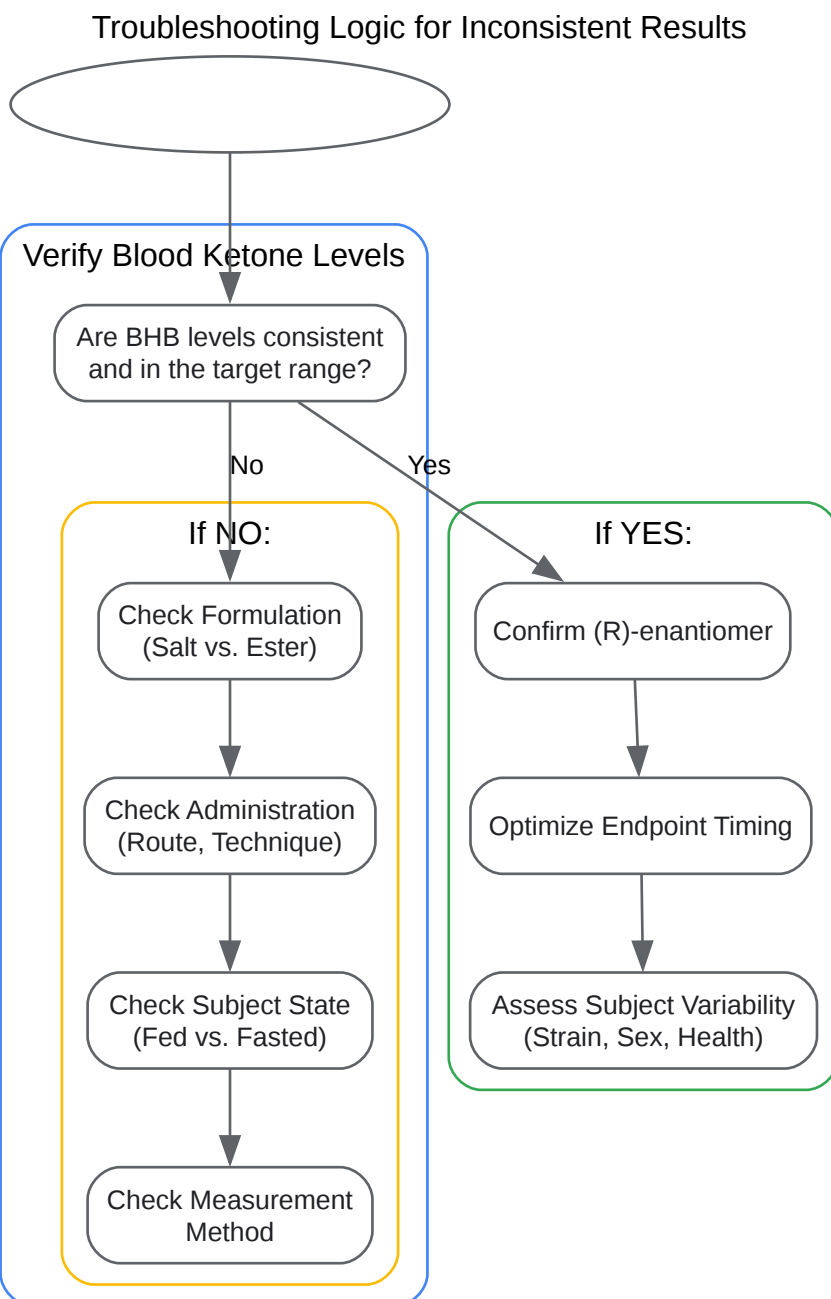 Troubleshooting Logic for Inconsistent Results
Verify Blood Ketone Levels
Are BHB levels consistent
and in the target range?
No
Yes
If NO:
Check Formulation
(Salt vs. Ester)
Check Administration
(Route, Technique)
Check Subject State
(Fed vs. Fasted)
Check Measurement
Method
If YES:
Confirm (R)-enantiomer
Optimize Endpoint Timing
Assess Subject Variability
(Strain, Sex, Health)